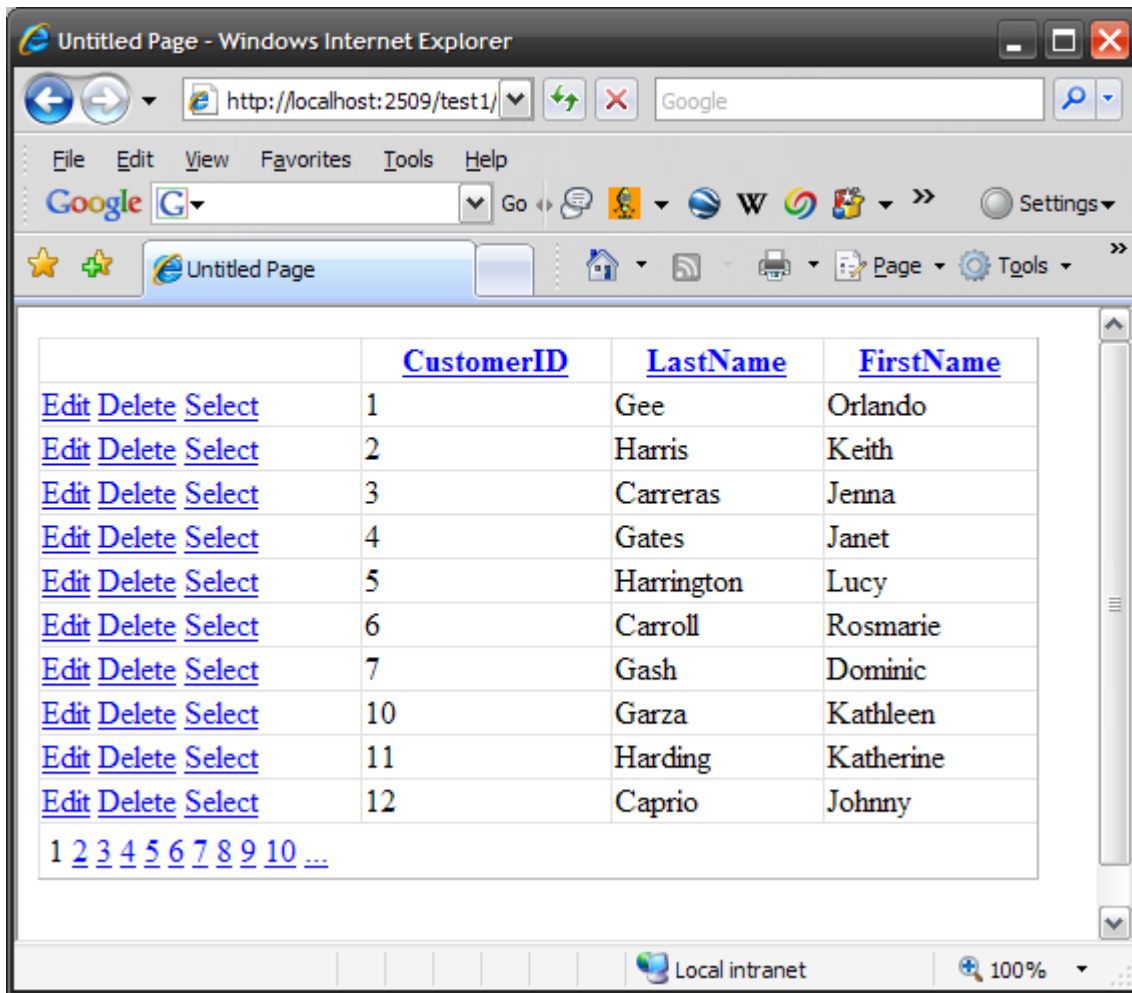 Untitled Page - Windows Internet Explorer
http://localhost:2509/test1/ Google
File Edit View Favorites Tools Help
Google G Go W » Settings
Untitled Page Page Tools »
CustomerID LastName FirstName
Edit Delete Select 1 Gee Orlando
Edit Delete Select 2 Harris Keith
Edit Delete Select 3 Carreras Jenna
Edit Delete Select 4 Gates Janet
Edit Delete Select 5 Harrington Lucy
Edit Delete Select 6 Carroll Rosmarie
Edit Delete Select 7 Gash Dominic
Edit Delete Select 10 Garza Kathleen
Edit Delete Select 11 Harding Katherine
Edit Delete Select 12 Caprio Johnny
1 2 3 4 5 6 7 8 9 10 ...
Local intranet 100%